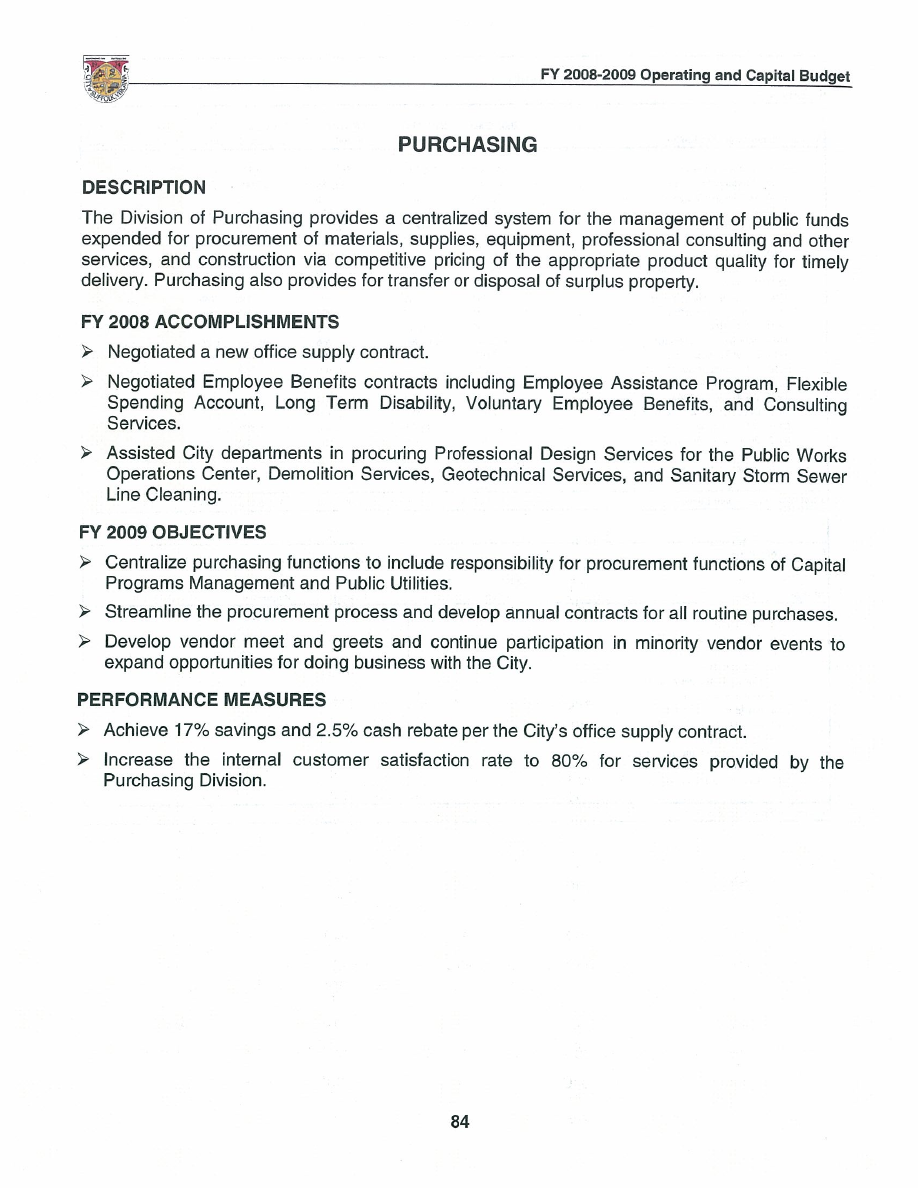 FY 2008-2009 Operating and Capital Budget
PURCHASING
DESCRIPTION
The Division of Purchasing provides a centralized system for the management of public funds
expended for procurement of materials, supplies, equipment, professional consulting and other
services, and construction via competitive pricing of the appropriate product quality for timely
delivery. Purchasing also provides for transfer or disposal of surplus property.
FY 2008 ACCOMPLISHMENTS
➢ Negotiated a new office supply contract.
➢ Negotiated Employee Benefits contracts including Employee Assistance Program, Flexible
Spending Account, Long Term Disability, Voluntary Employee Benefits, and Consulting
Services.
➢ Assisted City departments in procuring Professional Design Services for the Public Works
Operations Center, Demolition Services, Geotechnical Services, and Sanitary Storm Sewer
Line Cleaning.
FY 2009 OBJECTIVES
➢ Centralize purchasing functions to include responsibility for procurement functions of Capital
Programs Management and Public Utilities.
➢ Streamline the procurement process and develop annual contracts for all routine purchases.
➢ Develop vendor meet and greets and continue participation in minority vendor events to
expand opportunities for doing business with the City.
PERFORMANCE MEASURES
➢ Achieve 17% savings and 2.5% cash rebate per the City's office supply contract.
➢ Increase the internal customer satisfaction rate to 80% for services provided by the
Purchasing Division.
84